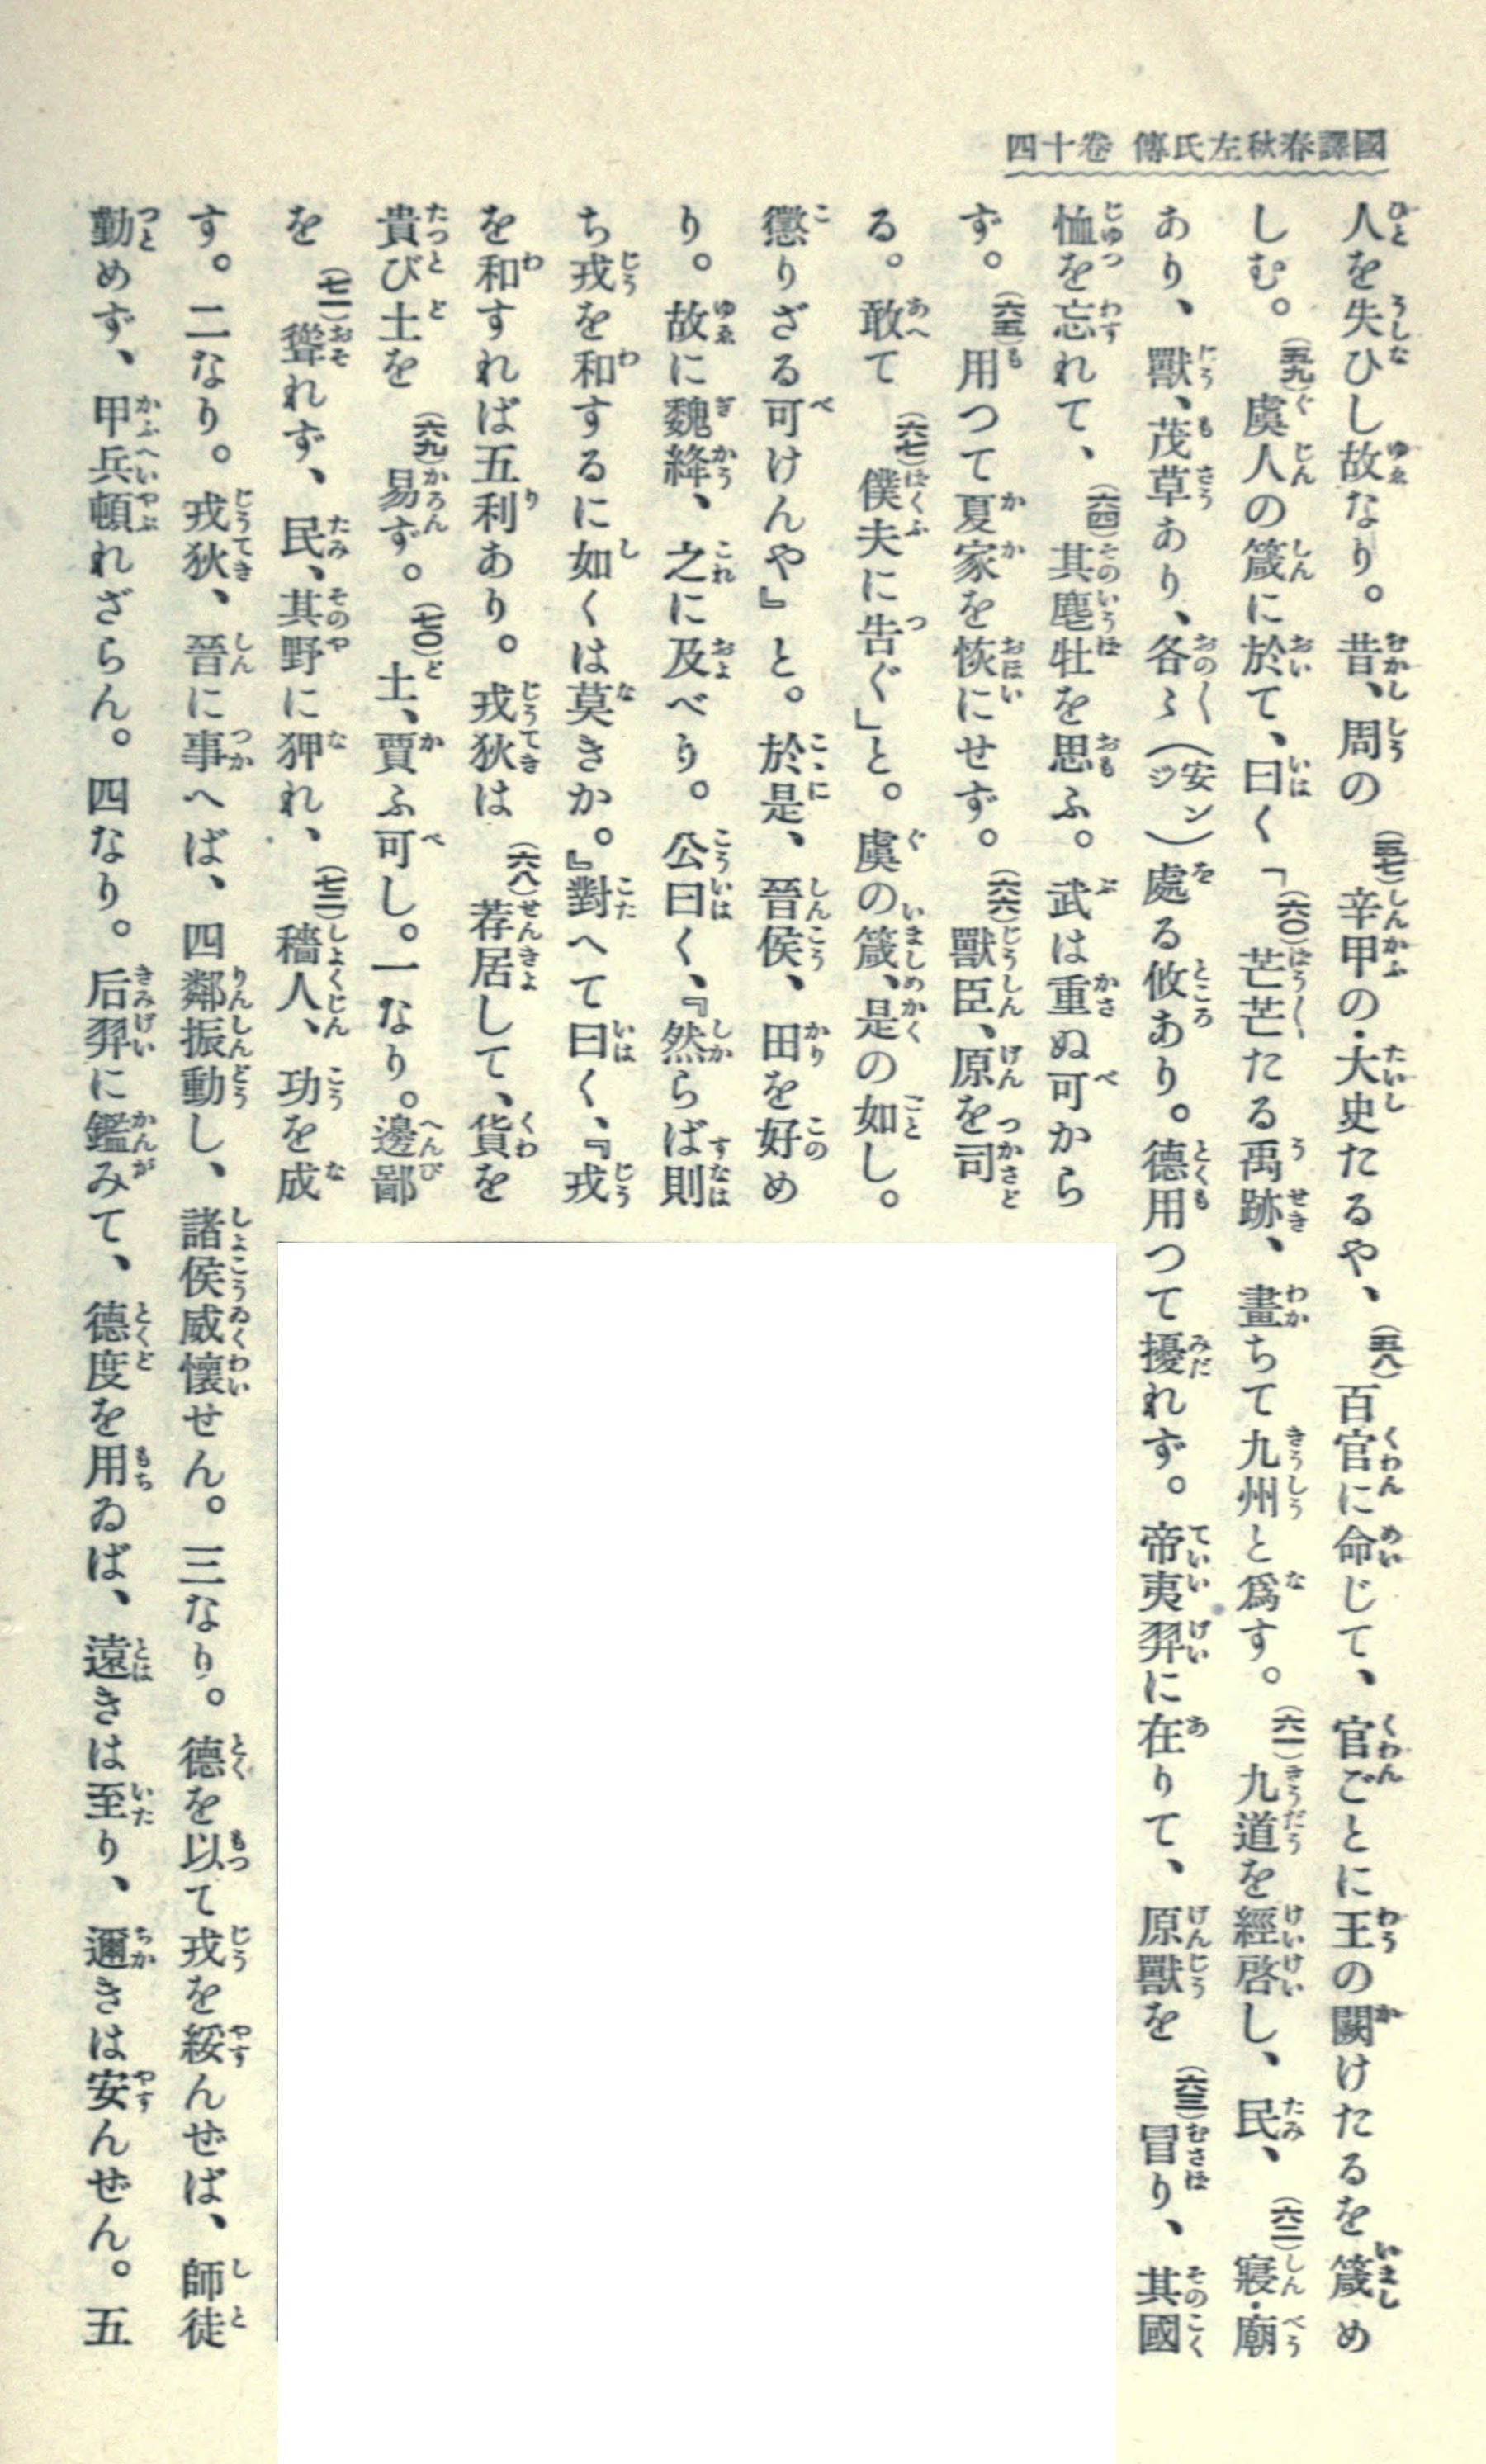 國譯春秋左氏傳 卷十四
人を失ひし故なり。昔、周の(五七)辛甲の・大史たるや、(五八)百官に命じて、官ごとに王の闕けたるを箴め
しむ。(五九)虞人の箴に於て、曰く「(六〇)芒芒たる禹跡、畫ちて九州と爲す。(六一)九道を經啓し、民、(六二)寢・廟
あり、獸、茂草あり、各〻(安ンジ)處る攸あり。德用つて擾れず。帝夷羿に在りて、原獸を(六三)冒り、其國
恤を忘れて、(六四)其麀牡を思ふ。武は重ぬ可から
ず。(六五)用つて夏家を恢にせず。(六六)獸臣、原を司
る。敢て(六七)僕夫に告ぐ」と。虞の箴、是の如し。
懲りざる可けんや』と。於是、晉侯、田を好め
り。故に魏絳、之に及べり。公曰く、『然らば則
ち戎を和するに如くは莫きか。』對へて曰く、『戎
を和すれば五利あり。戎狄は(六八)荐居して、貨を
貴び土を(六九)易ず。(七〇)土、賈ふ可し。一なり。邊鄙
を(七一)聳れず、民、其野に狎れ、(七二)穡人、功を成
す。二なり。戎狄、晉に事へば、四鄰振動し、諸侯威懷せん。三なり。德を以て戎を綏んぜば、師徒
勤めず、甲兵頓れざらん。四なり。后羿に鑑みて、德度を用ゐば、遠きは至り、邇きは安んぜん。五